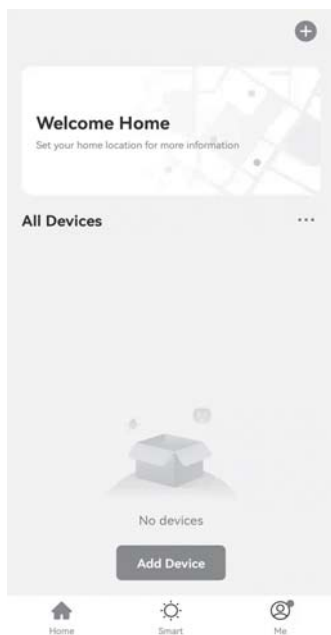 Welcome Home
Set your home location for more information
All Devices
No devices
Add Device
Home Smart Me